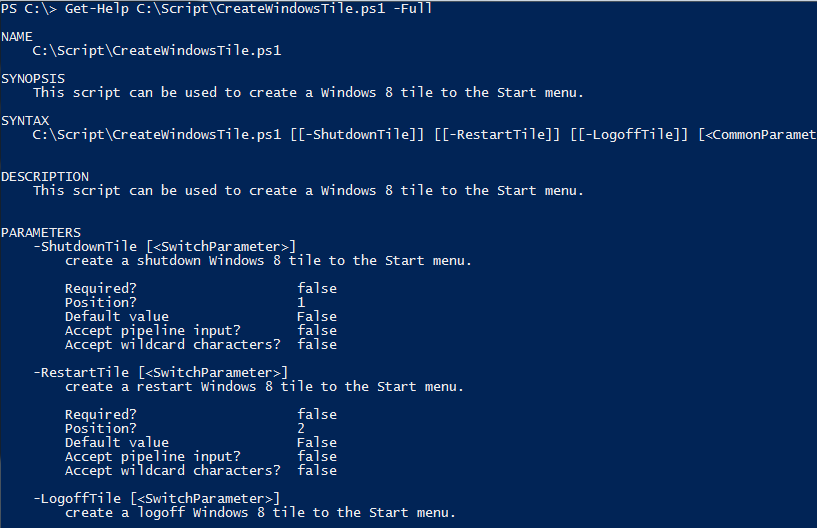 PS C:\> Get-Help C:\Script\CreateWindowsTile.ps1 -Full
NAME
C:\Script\CreateWindowsTile.ps1
SYNOPSIS
This script can be used to create a Windows 8 tile to the Start menu.
SYNTAX
C:\Script\CreateWindowsTile.ps1 [[-ShutdownTile]] [[-RestartTile]] [[-LogoffTile]] [<CommonParamet
DESCRIPTION
This script can be used to create a Windows 8 tile to the Start menu.
PARAMETERS
-ShutdownTile [<SwitchParameter>]
create a shutdown Windows 8 tile to the Start menu.
Required? false
Position? 1
Default value False
Accept pipeline input? false
Accept wildcard characters? false
-RestartTile [<SwitchParameter>]
create a restart Windows 8 tile to the Start menu.
Required? false
Position? 2
Default value False
Accept pipeline input? false
Accept wildcard characters? false
-LogoffTile [<SwitchParameter>]
create a logoff Windows 8 tile to the Start menu.